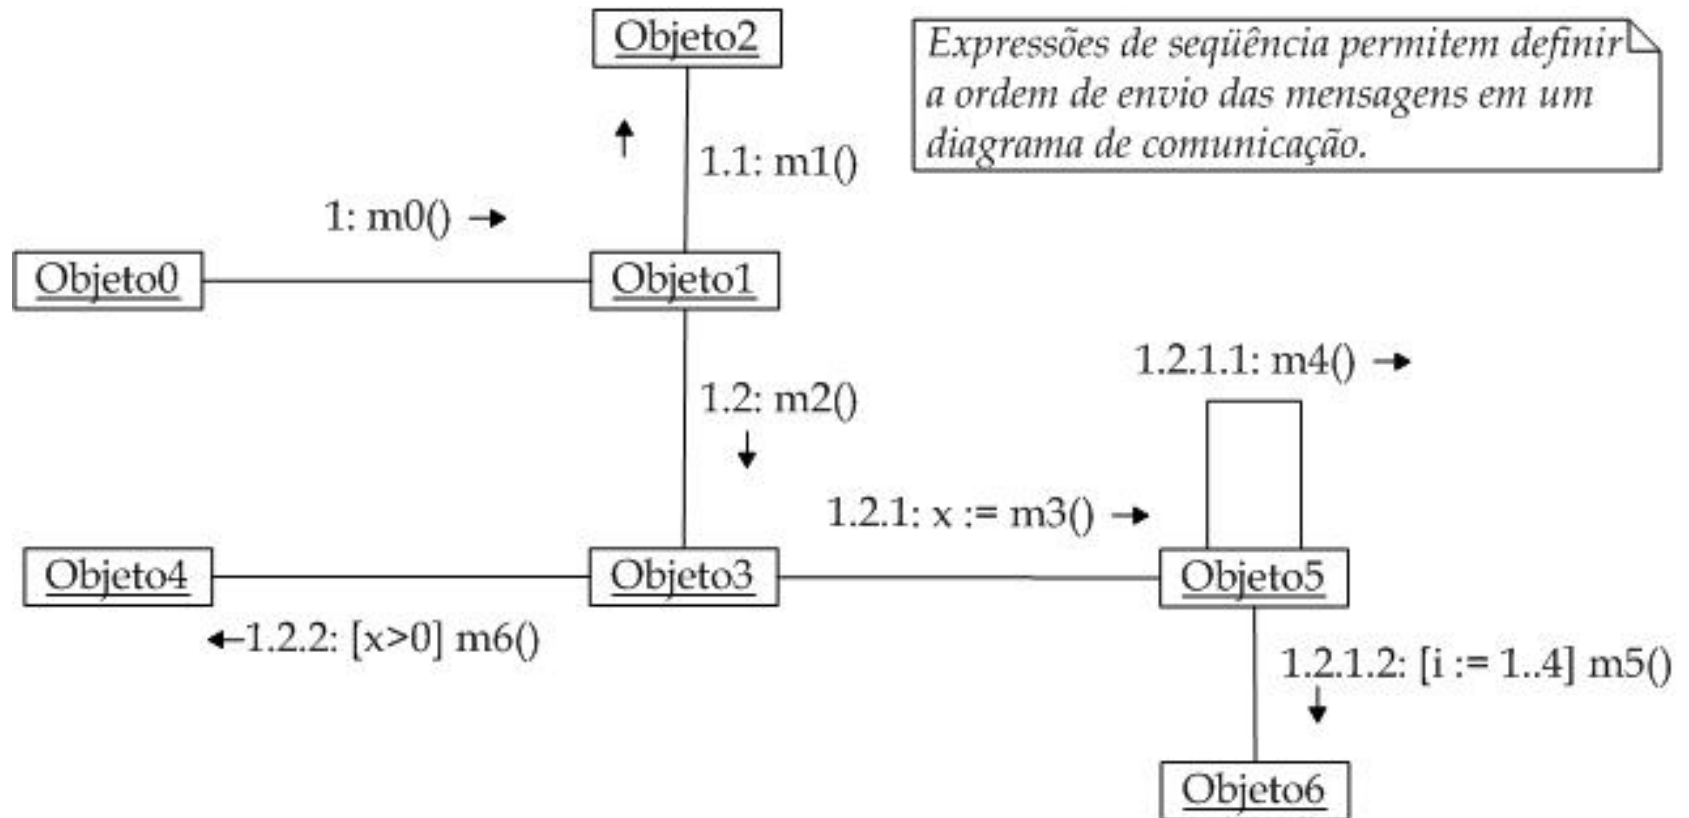 Objeto2
Expressões de seqüência permitem definir
a ordem de envio das mensagens em um
diagrama de comunicação.
1.1: m1()
1: m0()
Objeto0
Objeto1
1.2.1.1: m4()
1.2: m2()
1.2.1: x := m3()
Objeto4
Objeto3
Objeto5
1.2.2: [x>0] m6()
1.2.1.2: [i := 1..4] m5()
Objeto6